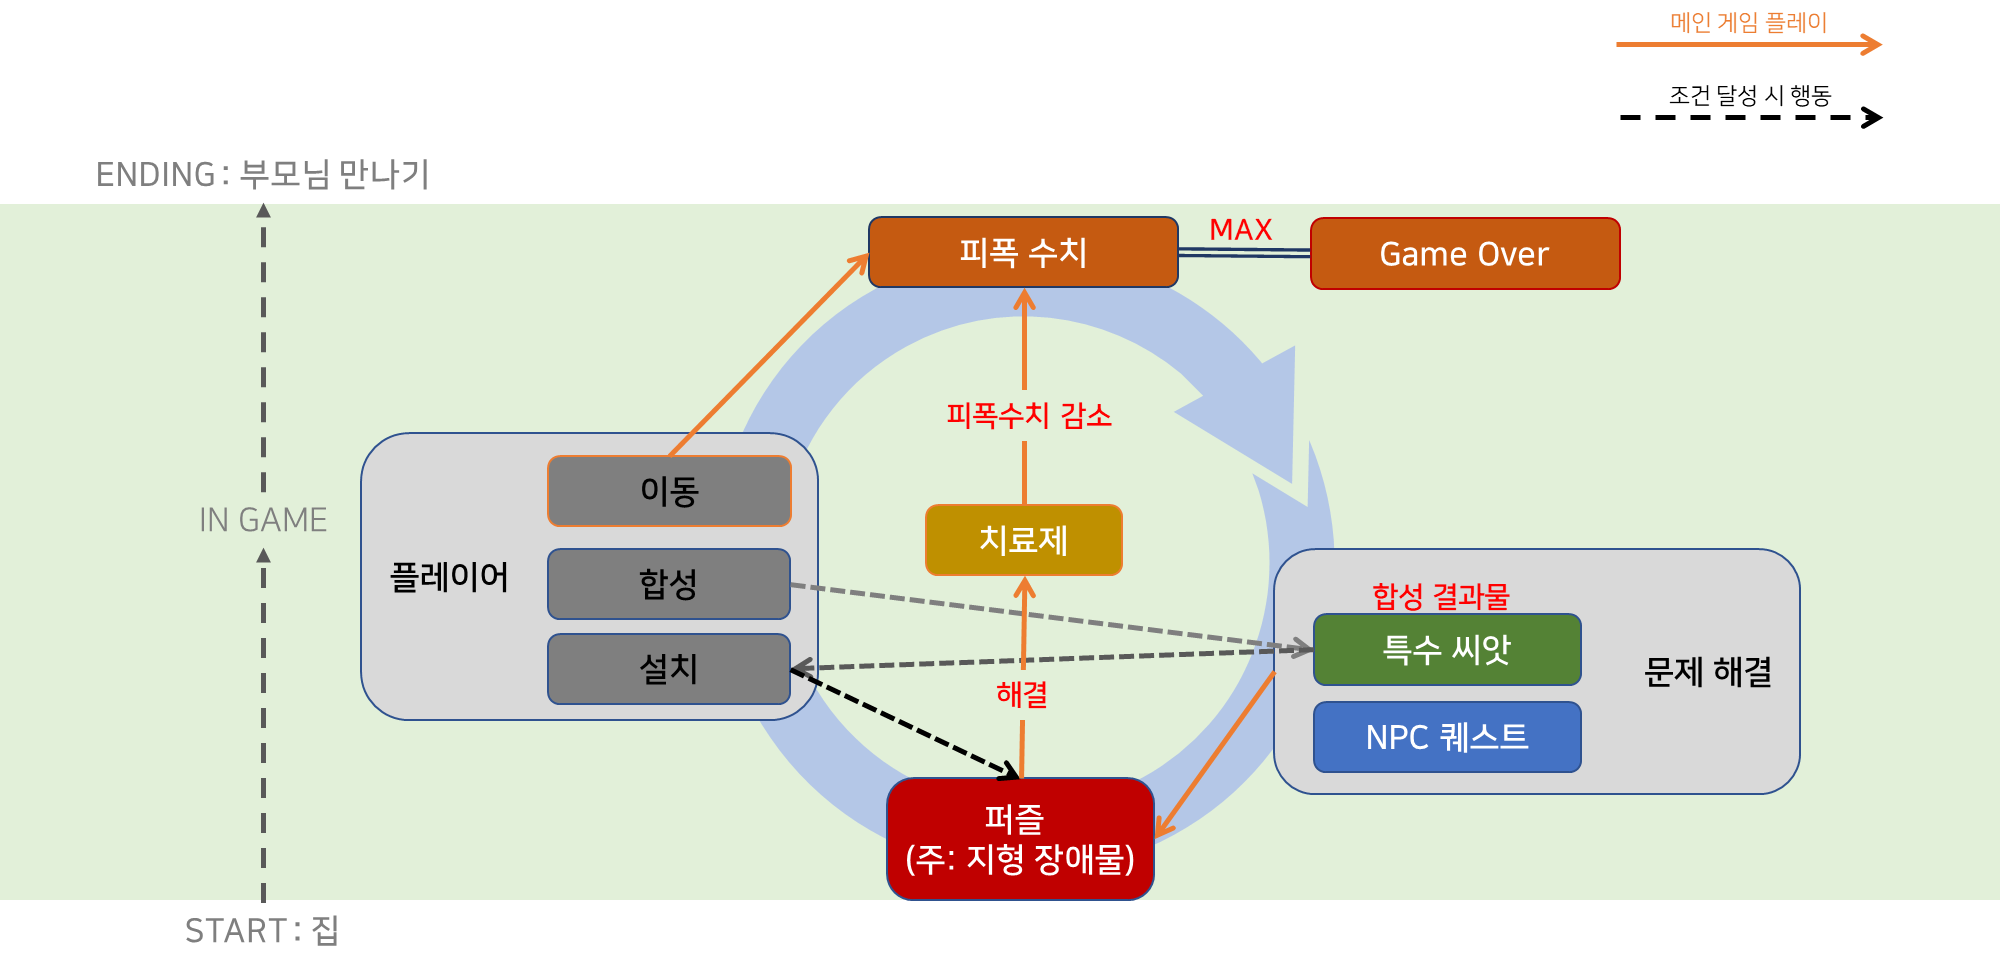 메인 게임 플레이
조건 달성 시 행동
ENDING : 부모님 만나기
피폭 수치
MAX
Game Over
피폭수치 감소
이동
IN GAME
치료제
플레이어
합성
합성 결과물
특수 씨앗
설치
문제 해결
해결
NPC 퀘스트
퍼즐
(주: 지형 장애물)
START : 집